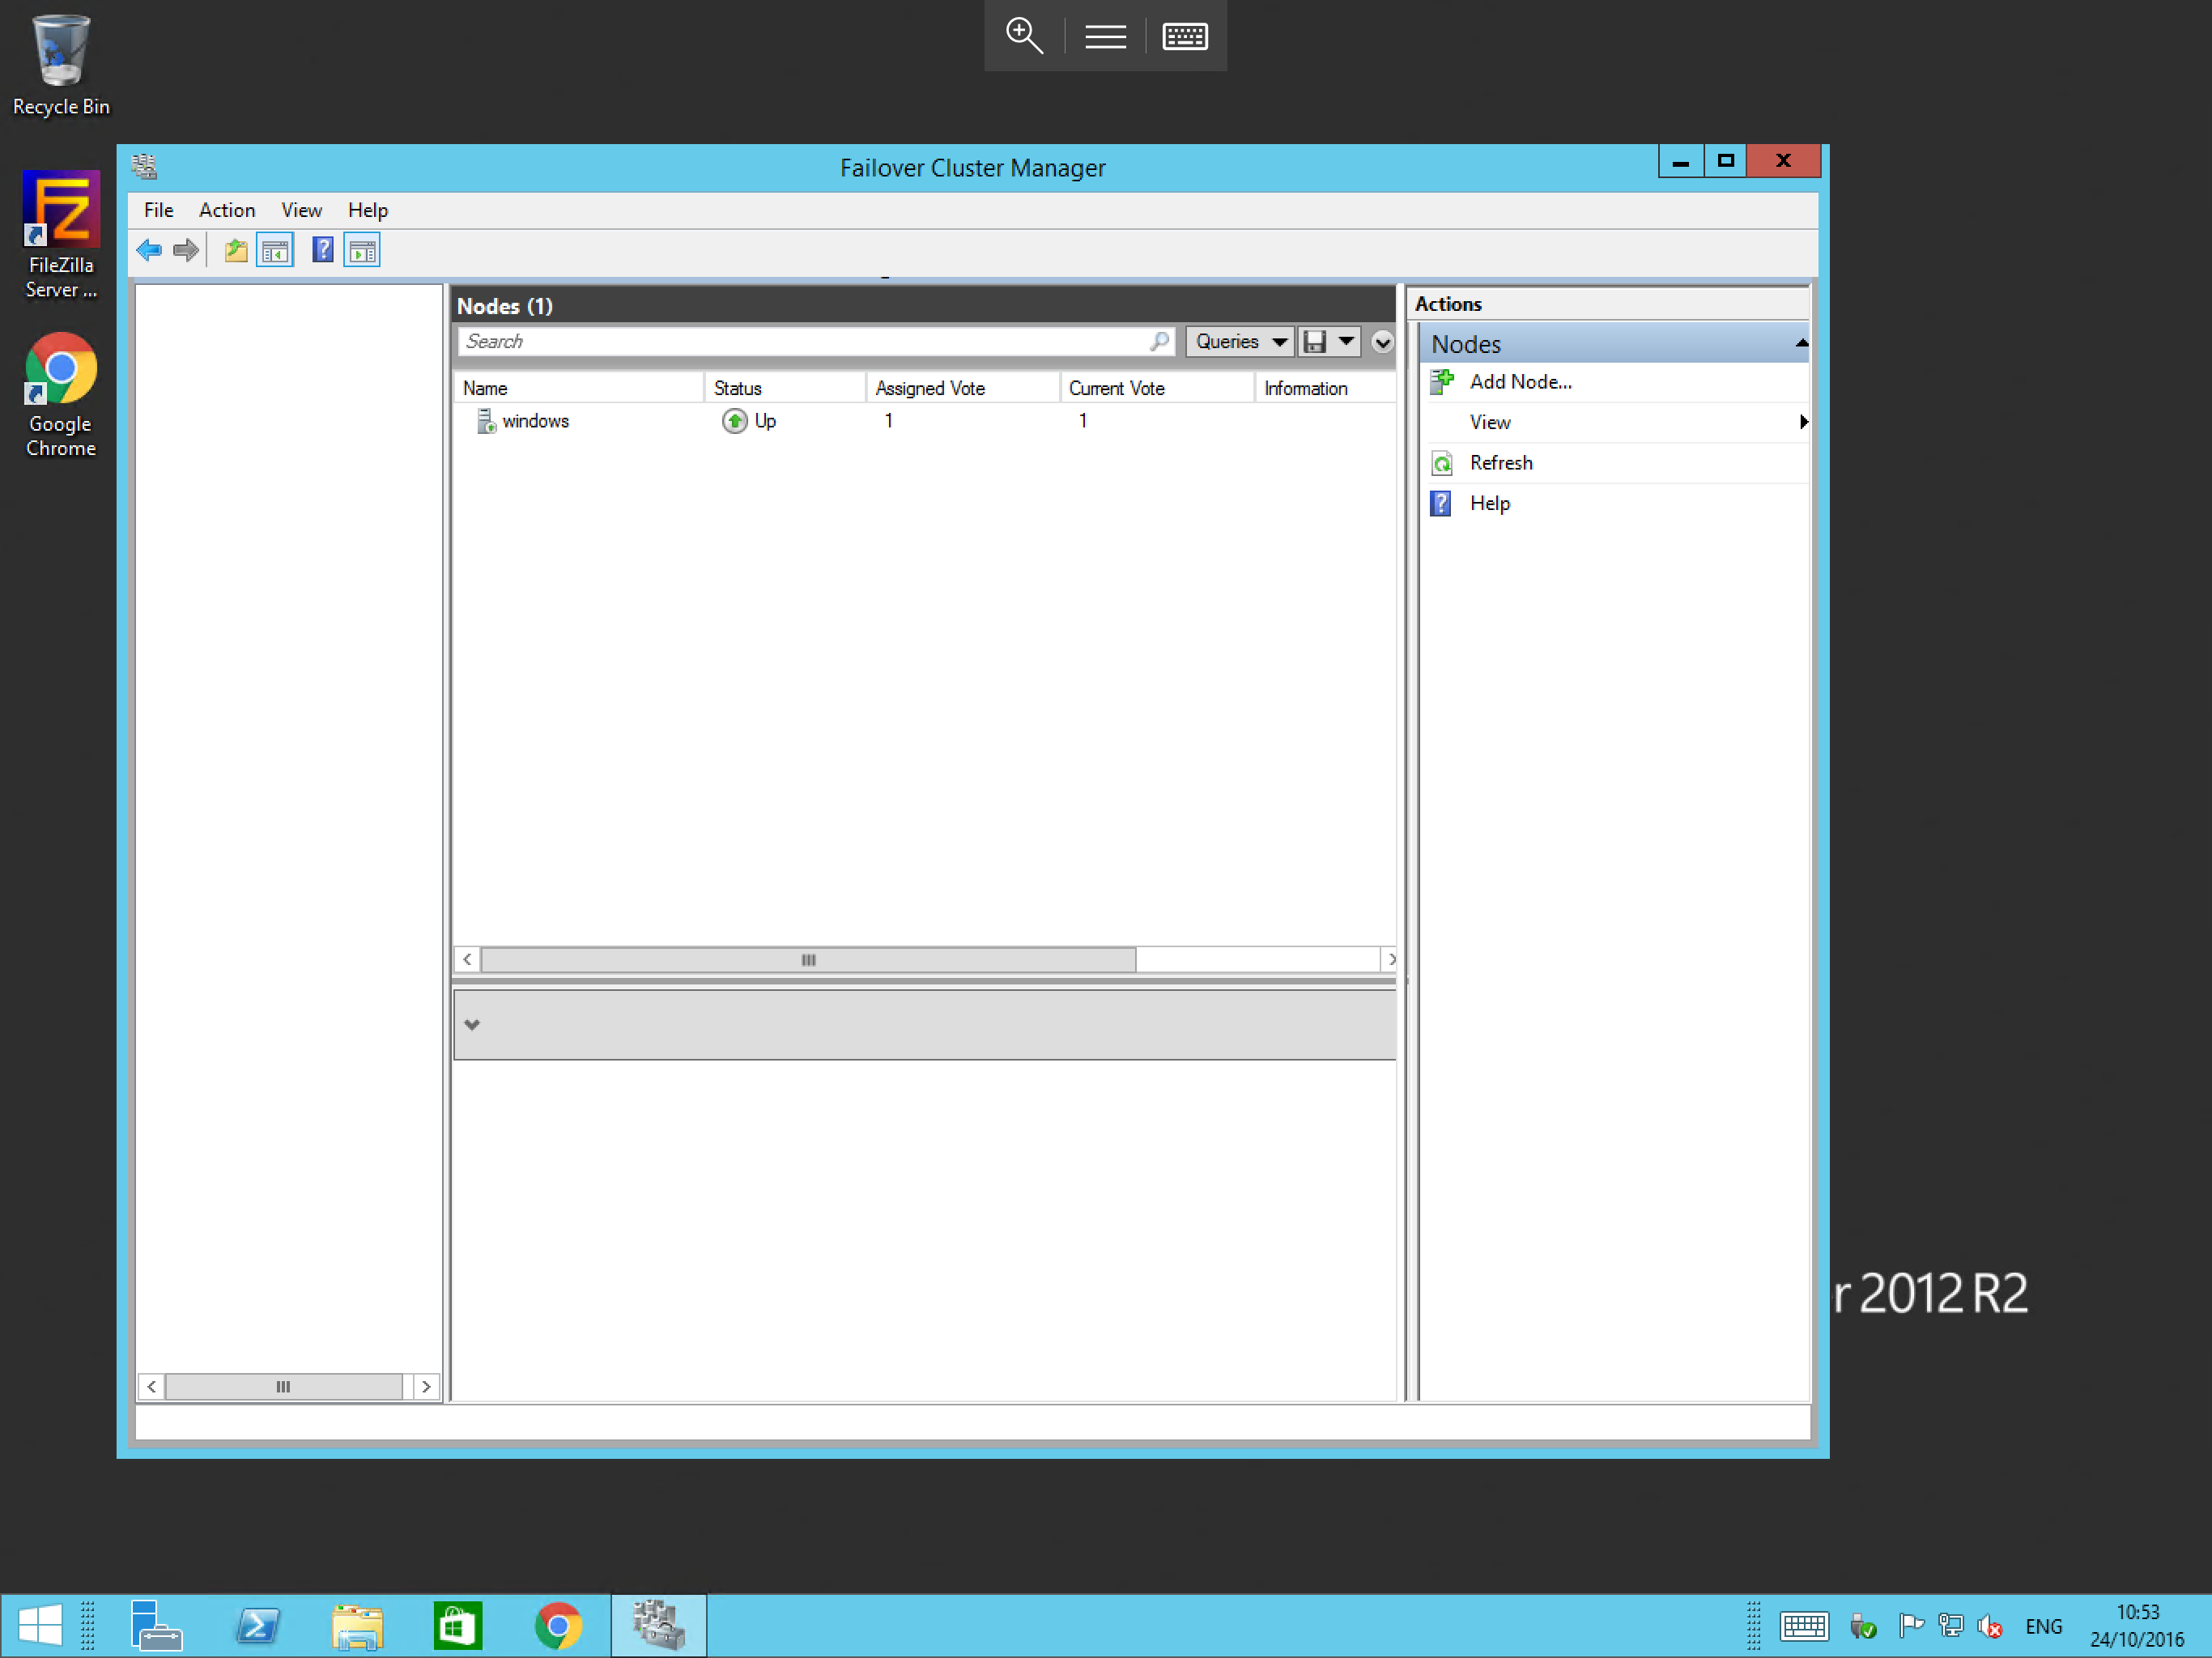 Recycle Bin
FileZilla
Server ...
Google
Chrome
Failover Cluster Manager
File Action View Help
Nodes (1)
Search
Queries
Name Status Assigned Vote Current Vote Information
windows Up 1 1
Actions
Nodes
Add Node...
View
Refresh
Help
r 2012 R2
ENG
10:53
24/10/2016